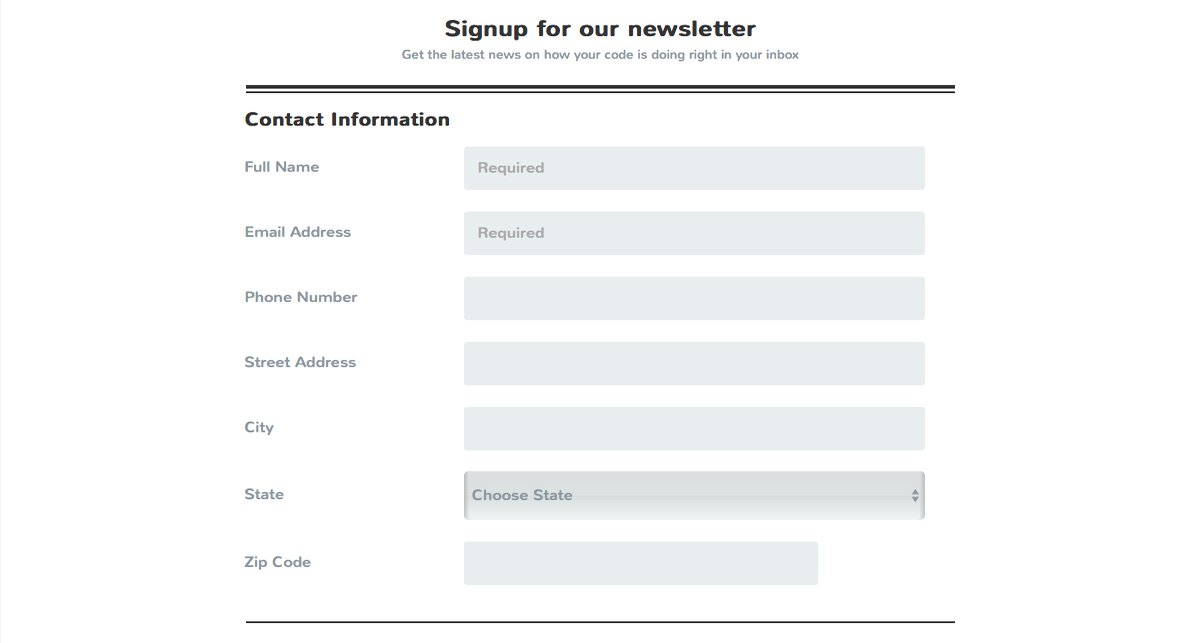 Signup for our newsletter
Get the latest news on how your code is doing right in your inbox
Contact Information
Full Name Required
Email Address Required
Phone Number
Street Address
City
State Choose State
Zip Code